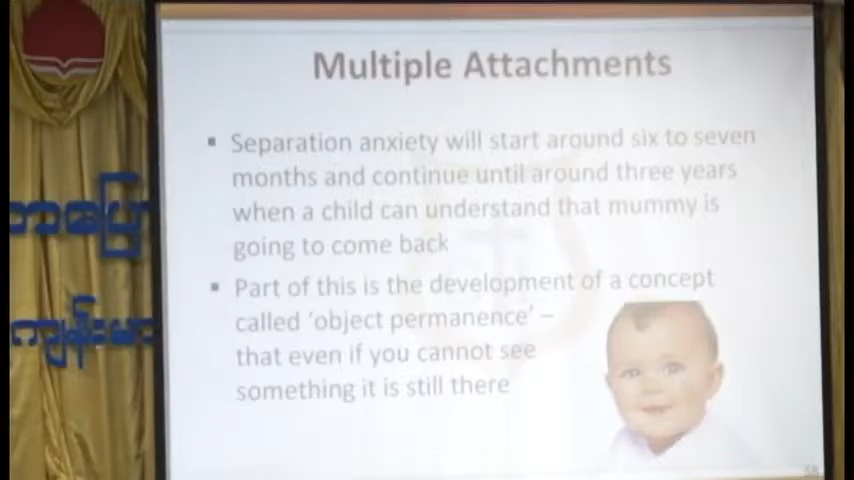 Multiple Attachments
▪ Separation anxiety will start around six to seven
months and continue until around three years
when a child can understand that mummy is
going to come back
▪ Part of this is the development of a concept
called ‘object permanence’ –
that even if you cannot see
something it is still there